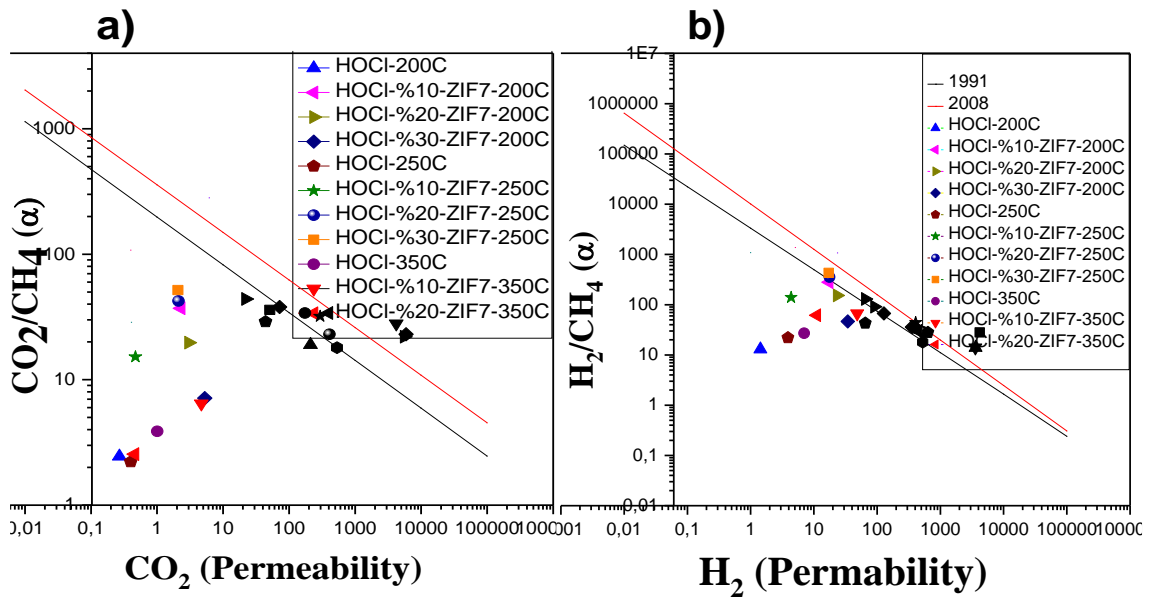 a)
CO2/CH4 (α)
1000
100
10
1
HOCl-200C
HOCl-%10-ZIF7-200C
HOCl-%20-ZIF7-200C
HOCl-%30-ZIF7-200C
HOCl-250C
HOCl-%10-ZIF7-250C
HOCl-%20-ZIF7-250C
HOCl-%30-ZIF7-250C
HOCl-350C
HOCl-%10-ZIF7-350C
HOCl-%20-ZIF7-350C
0,01 0,1 1 10 100 1000 10000 100000
CO₂ (Permeability)
b)
H₂/CH₄ (α)
1E7
1000000
100000
10000
1000
100
10
1
0,1
0,01
1991
2008
HOCl-200C
HOCl-%10-ZIF7-200C
HOCl-%20-ZIF7-200C
HOCl-%30-ZIF7-200C
HOCl-250C
HOCl-%10-ZIF7-250C
HOCl-%20-ZIF7-250C
HOCl-%30-ZIF7-250C
HOCl-350C
HOCl-%10-ZIF7-350C
HOCl-%20-ZIF7-350C
0,01 0,1 1 10 100 1000 10000 100000
H₂ (Permability)